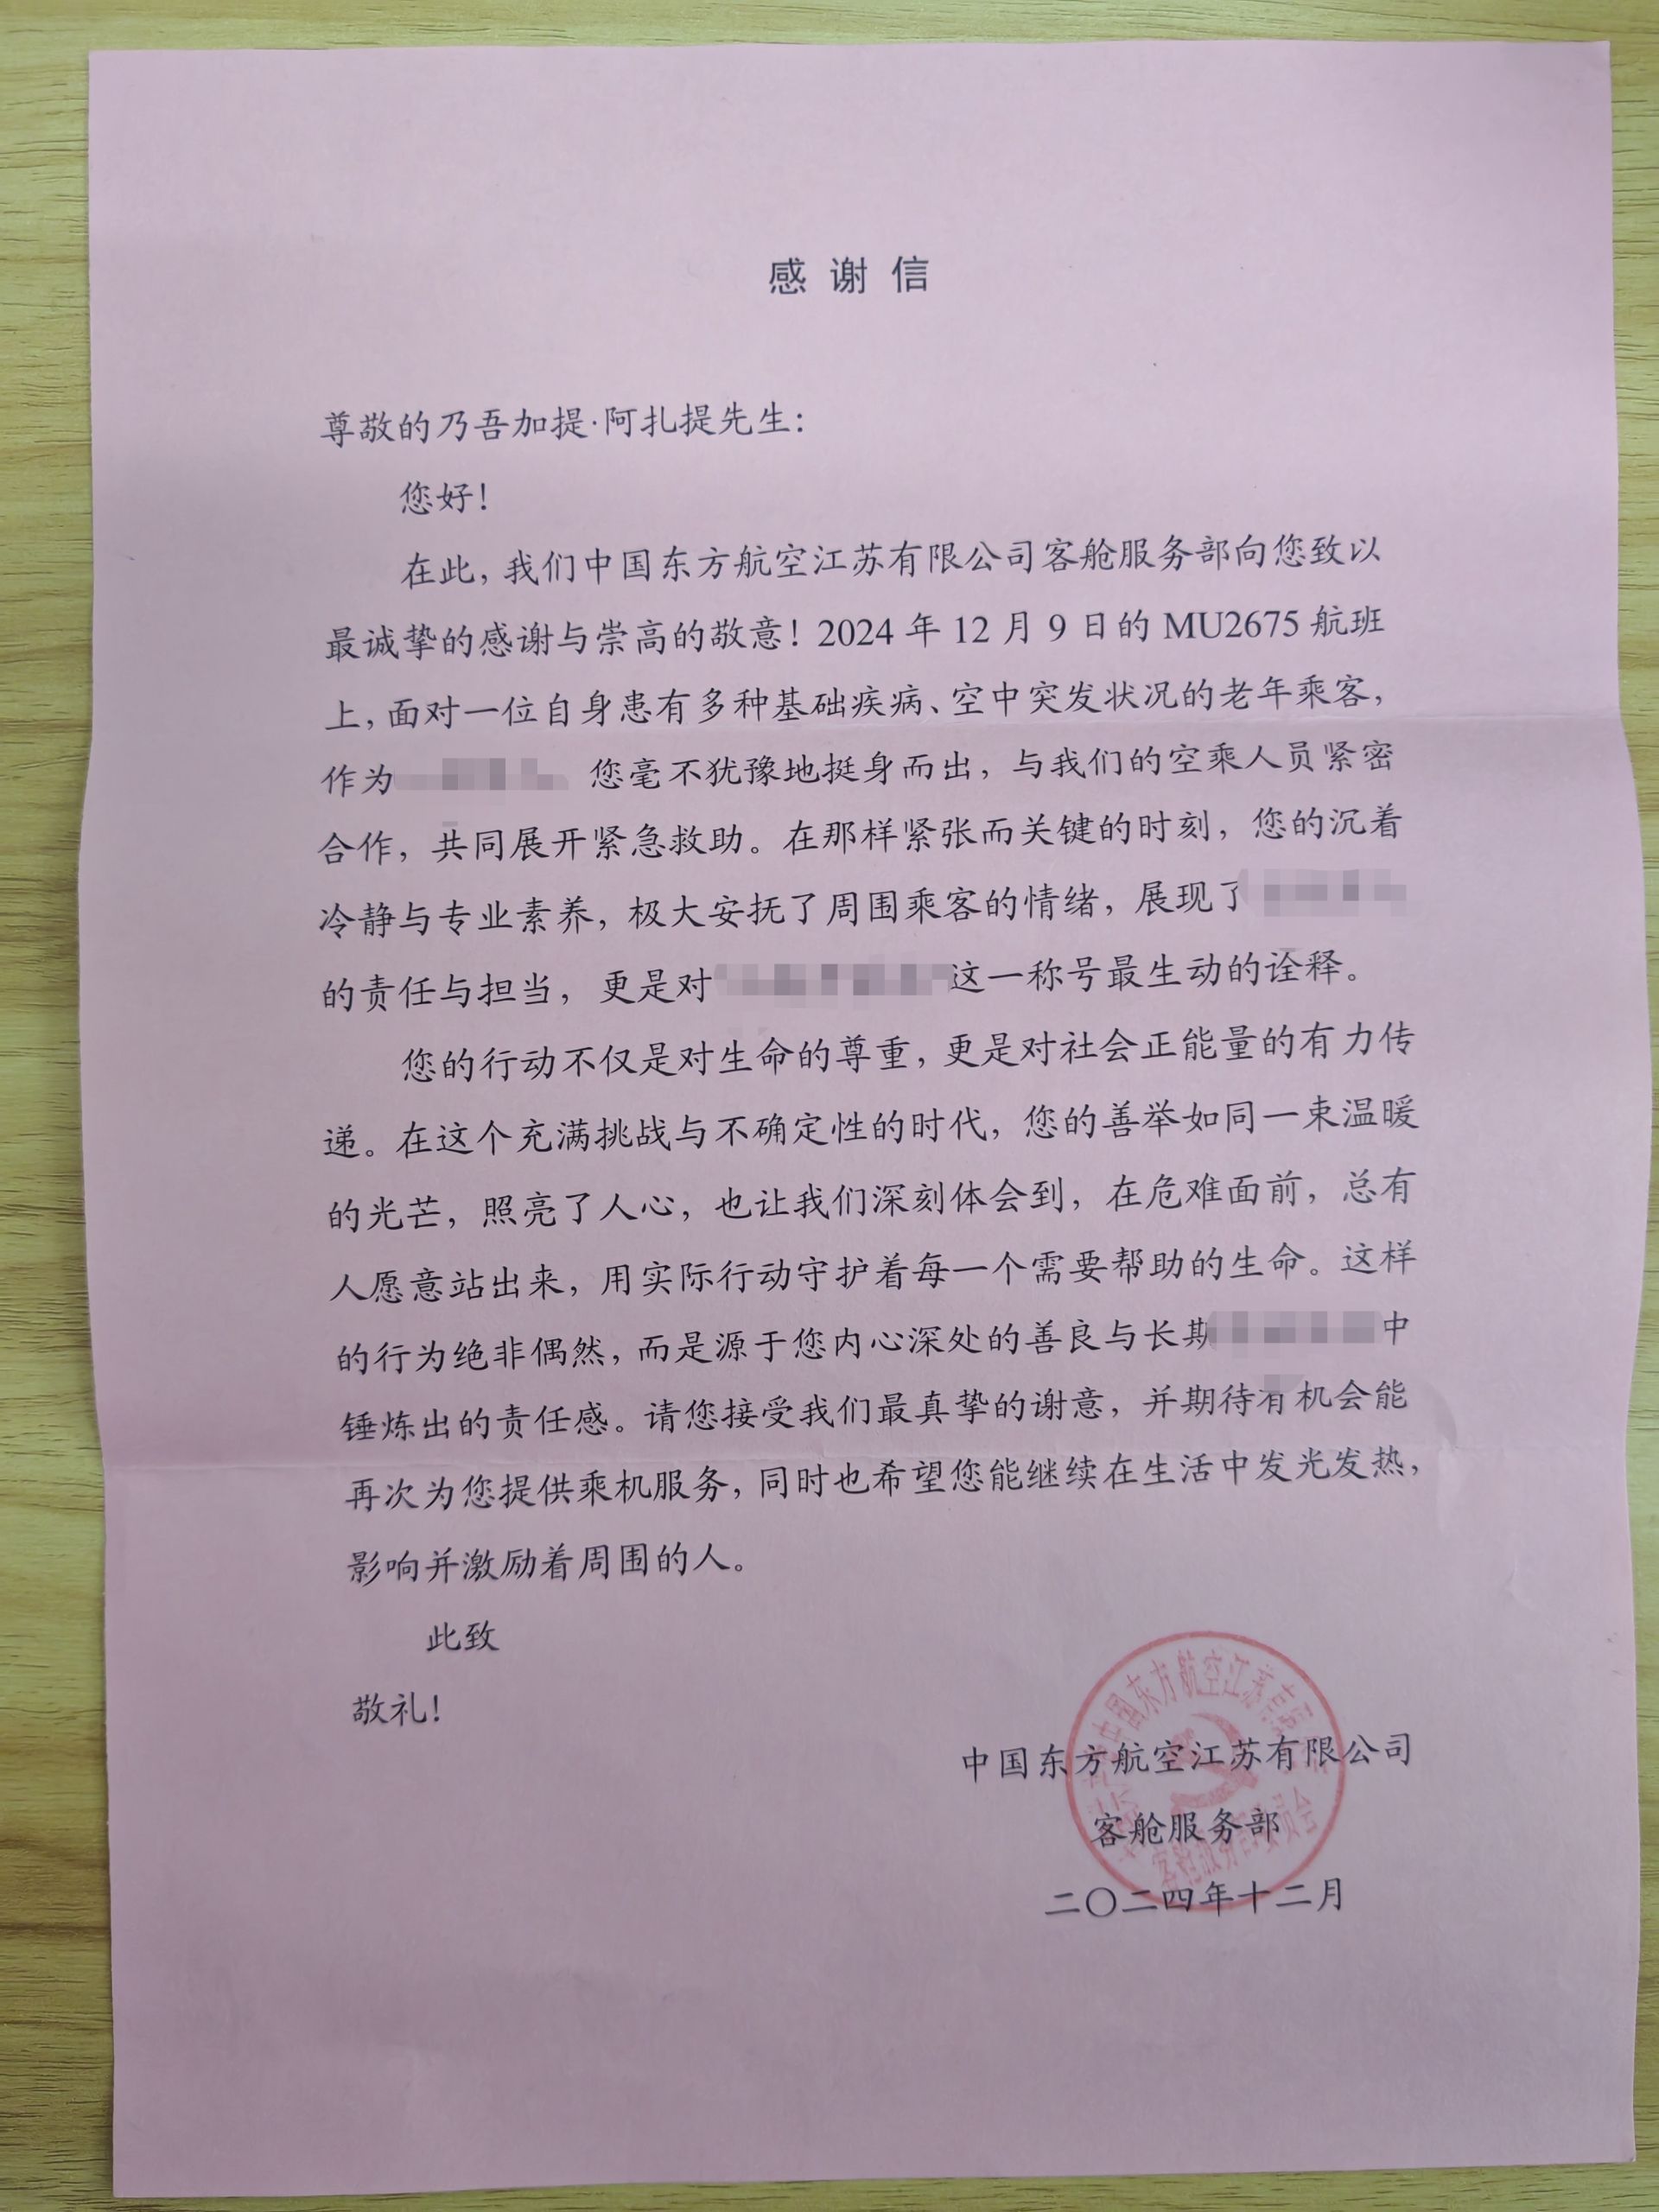 感谢信
尊敬的乃吾加提·阿扎提先生：
您好！
在此，我们中国东方航空江苏有限公司客舱服务部向您致以
最诚挚的感谢与崇高的敬意！2024 年 12 月 9 日的 MU2675 航班
上，面对一位自身患有多种基础疾病、空中突发状况的老年乘客，
作为 您毫不犹豫地挺身而出，与我们的空乘人员紧密
合作，共同展开紧急救助。在那样紧张而关键的时刻，您的沉着
冷静与专业素养，极大安抚了周围乘客的情绪，展现了
的责任与担当，更是对 这一称号最生动的诠释。
您的行动不仅是对生命的尊重，更是对社会正能量的有力传
递。在这个充满挑战与不确定性的时代，您的善举如同一束温暖
的光芒，照亮了人心，也让我们深刻体会到，在危难面前，总有
人愿意站出来，用实际行动守护着每一个需要帮助的生命。这样
的行为绝非偶然，而是源于您内心深处的善良与长期 中
锤炼出的责任感。请您接受我们最真挚的谢意，并期待有机会能
再次为您提供乘机服务，同时也希望您能继续在生活中发光发热，
影响并激励着周围的人。
此致
敬礼！
中国东方航空江苏有限公司
客舱服务部
二〇二四年十二月